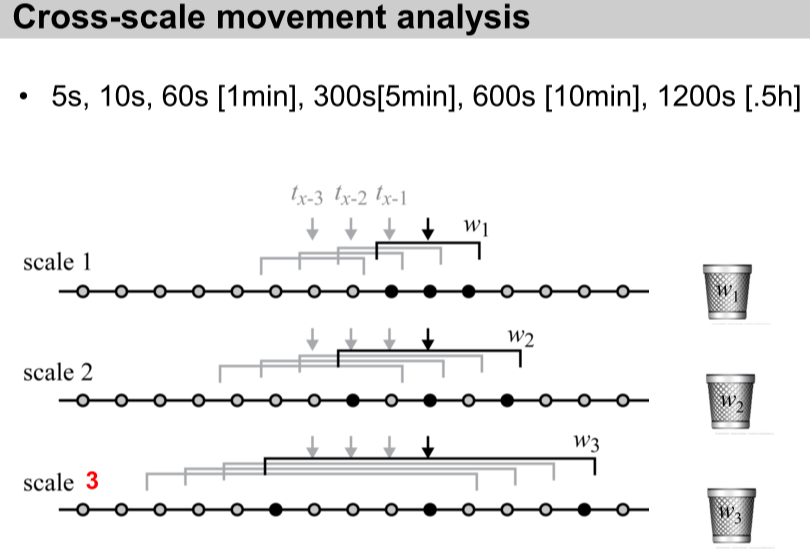 Cross-scale movement analysis
• 5s, 10s, 60s [1min], 300s[5min], 600s [10min], 1200s [.5h]
tx-3 tx-2 tx-1
w1
scale 1
w1
w2
scale 2
w2
w3
scale 3
w3